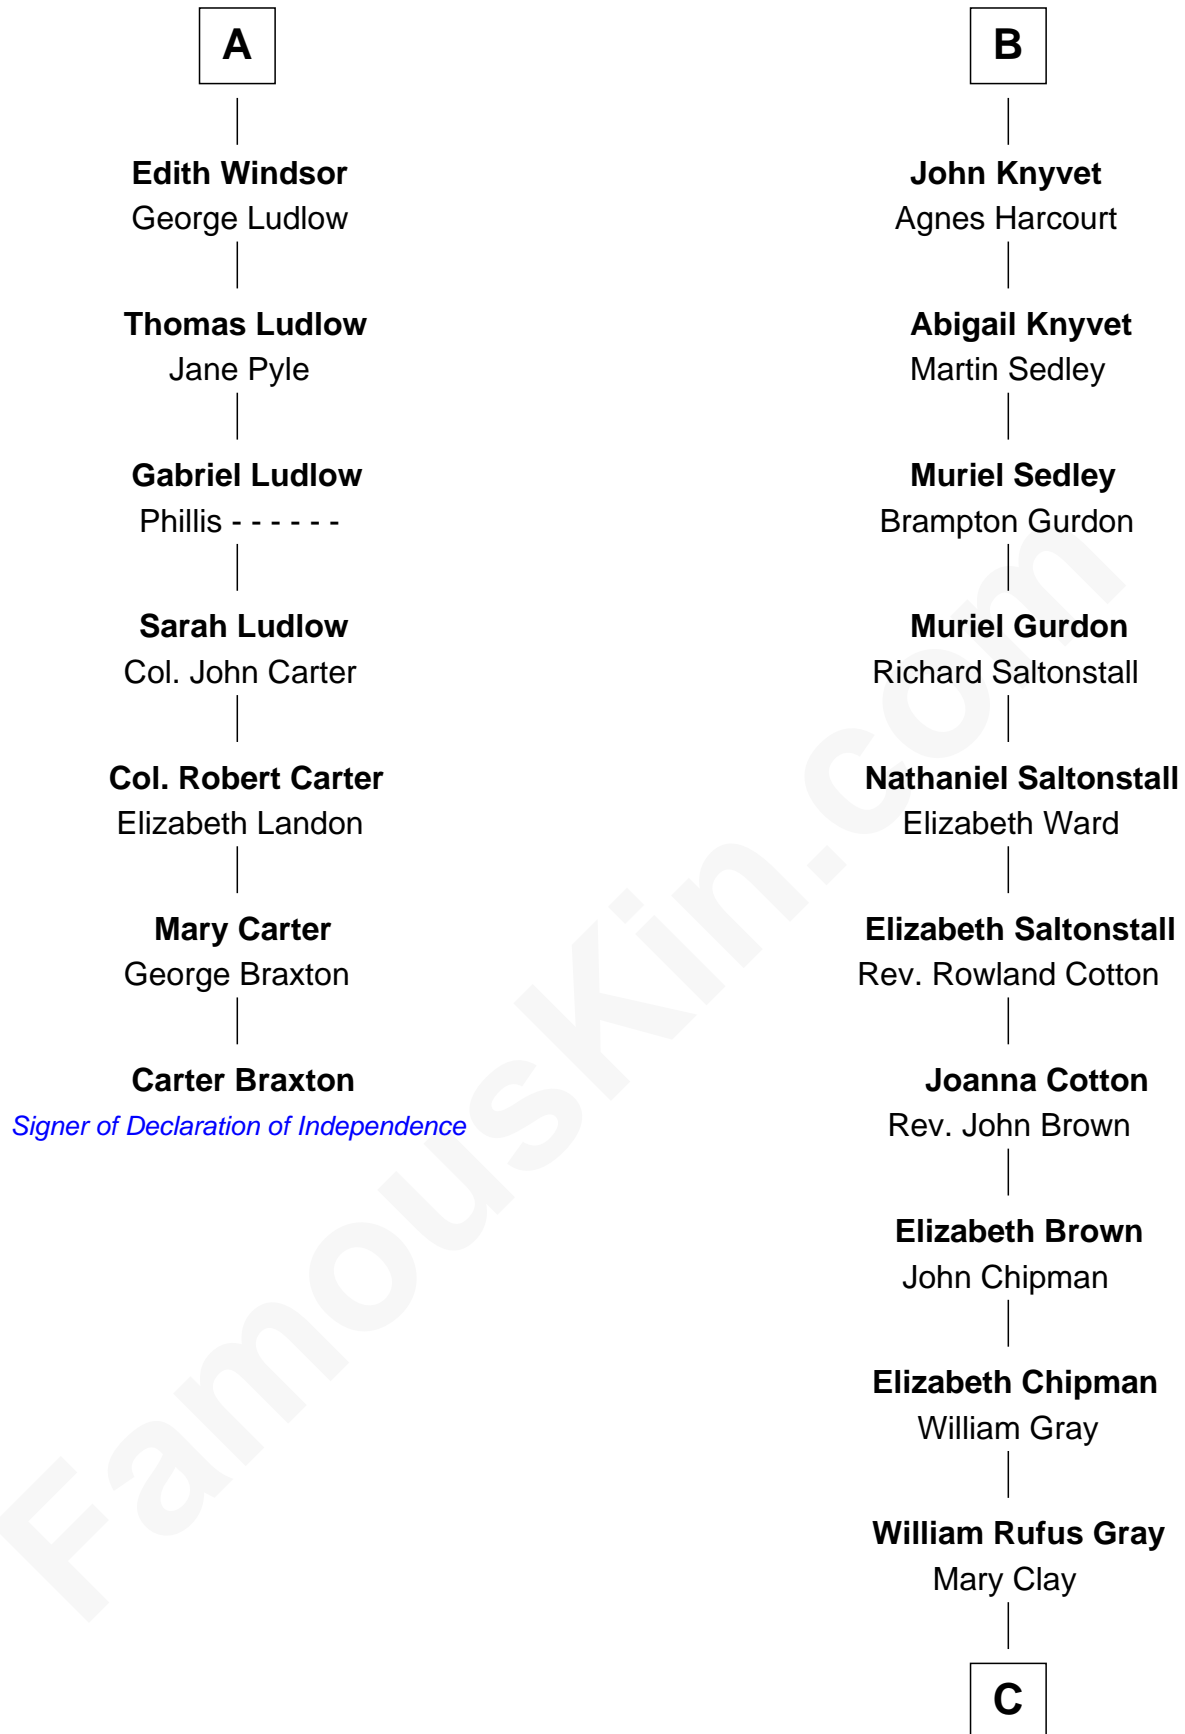 A
Edith Windsor
George Ludlow
Thomas Ludlow
Jane Pyle
Gabriel Ludlow
Phillis - - - - - -
Sarah Ludlow
Col. John Carter
Col. Robert Carter
Elizabeth Landon
Mary Carter
George Braxton
Carter Braxton
Signer of Declaration of Independence
B
John Knyvet
Agnes Harcourt
Abigail Knyvet
Martin Sedley
Muriel Sedley
Brampton Gurdon
Muriel Gurdon
Richard Saltonstall
Nathaniel Saltonstall
Elizabeth Ward
Elizabeth Saltonstall
Rev. Rowland Cotton
Joanna Cotton
Rev. John Brown
Elizabeth Brown
John Chipman
Elizabeth Chipman
William Gray
William Rufus Gray
Mary Clay
C
FamousKin.com